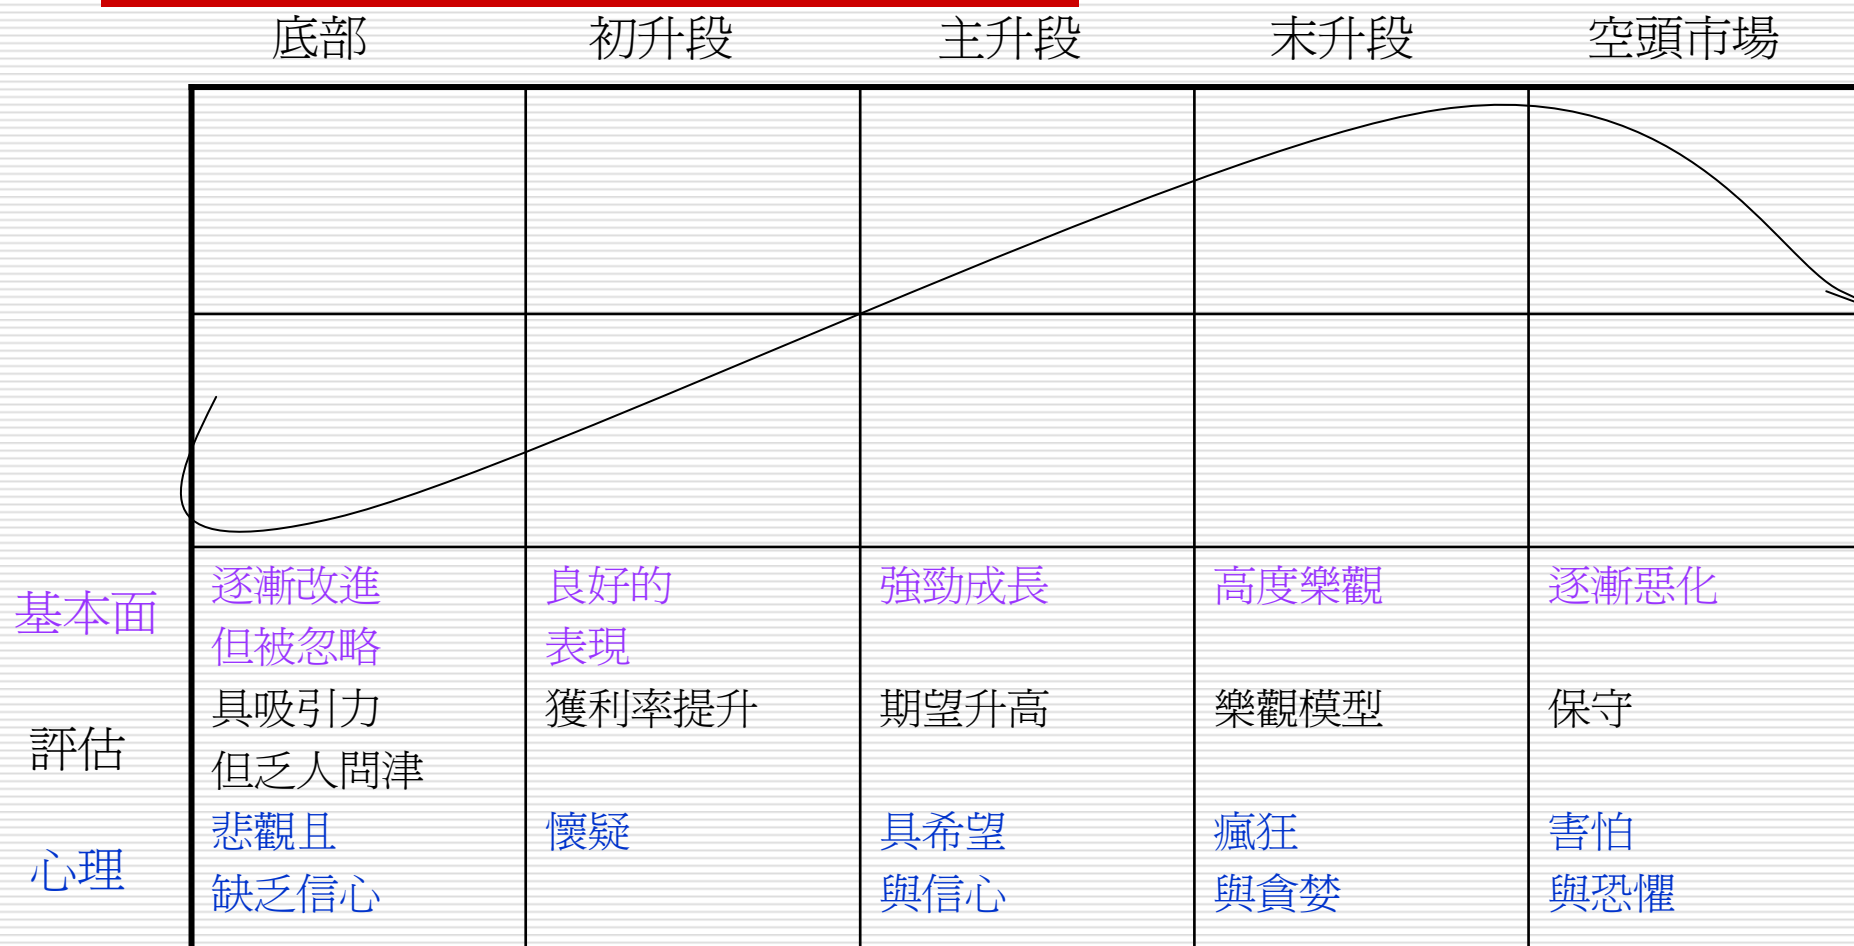 底部 初升段 主升段 末升段 空頭市場
基本面
逐漸改進 良好的 強勁成長 高度樂觀 逐漸惡化
但被忽略 表現
評估
具吸引力 獲利率提升 期望升高 樂觀模型 保守
但乏人問津
心理
悲觀且 懷疑 具希望 瘋狂 害怕
缺乏信心 與信心 與貪婪 與恐懼